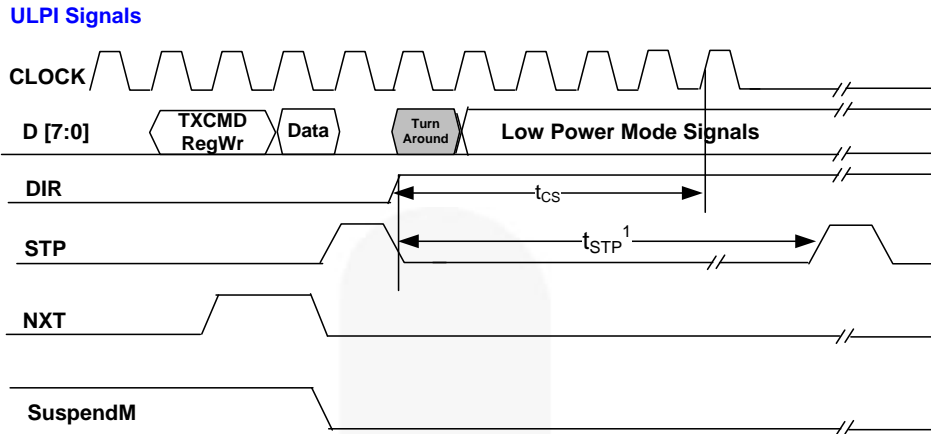 ULPI Signals
CLOCK
D [7:0]
TXCMD
RegWr
Data
Turn
Around
Low Power Mode Signals
DIR
tCS
STP
tSTP1
NXT
SuspendM